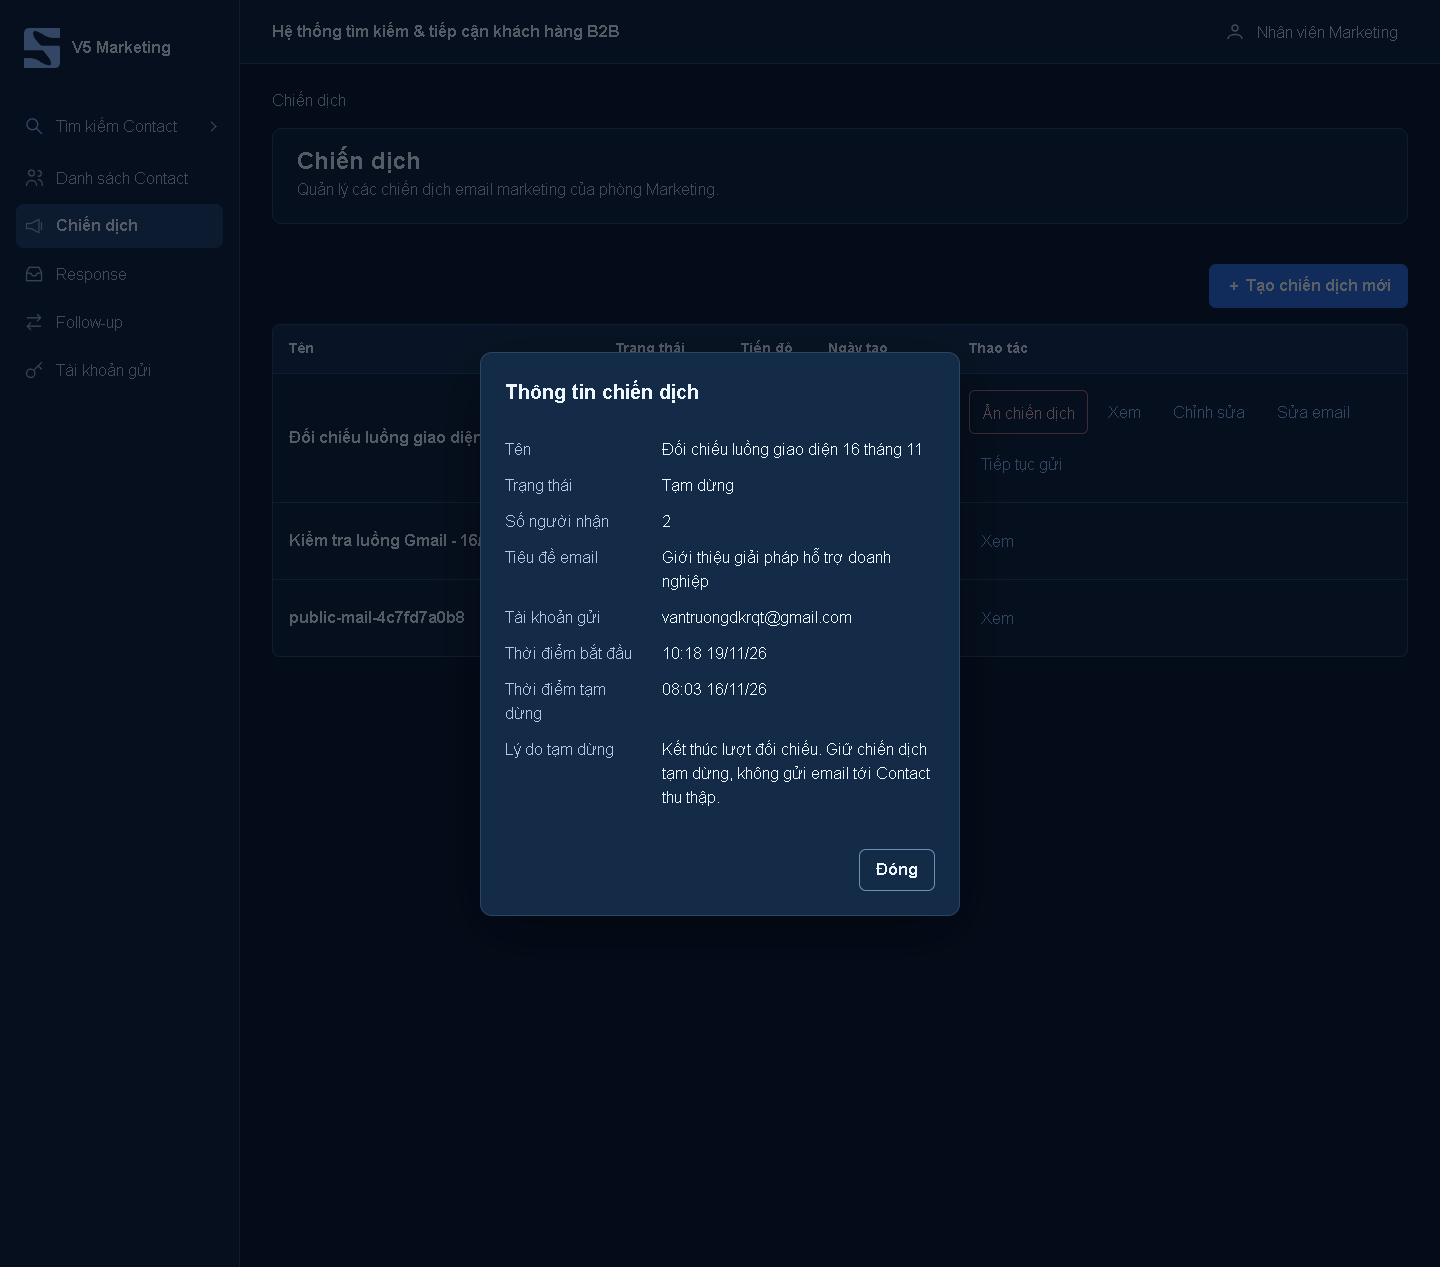 V5 Marketing
Hệ thống tìm kiếm & tiếp cận khách hàng B2B
Nhân viên Marketing
Tìm kiếm Contact
Danh sách Contact
Chiến dịch
Response
Follow-up
Tài khoản gửi
Chiến dịch
Chiến dịch
Quản lý các chiến dịch email marketing của phòng Marketing.
+ Tạo chiến dịch mới
Tên Trạng thái Tiến độ Ngày tạo Thao tác
Đối chiếu luồng giao diện
Ẩn chiến dịch Xem Chỉnh sửa Sửa email
Tiếp tục gửi
Kiểm tra luồng Gmail - 16
Xem
public-mail-4c7fd7a0b8
Xem
Thông tin chiến dịch
Tên Đối chiếu luồng giao diện 16 tháng 11
Trạng thái Tạm dừng
Số người nhận 2
Tiêu đề email Giới thiệu giải pháp hỗ trợ doanh
nghiệp
Tài khoản gửi vantruongdkrqt@gmail.com
Thời điểm bắt đầu 10:18 19/11/26
Thời điểm tạm 08:03 16/11/26
dừng
Lý do tạm dừng Kết thúc lượt đối chiếu. Giữ chiến dịch
tạm dừng, không gửi email tới Contact
thu thập.
Đóng